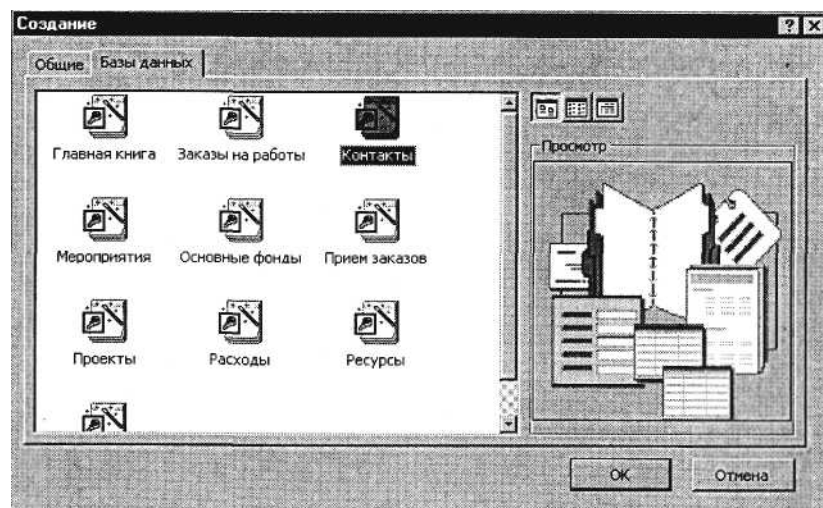 Создание
Общие Базы данных
Главная книга Заказы на работы Контакты
Просмотр
Мероприятия Основные фонды Прием заказов
Проекты Расходы Ресурсы
ОК Отмена